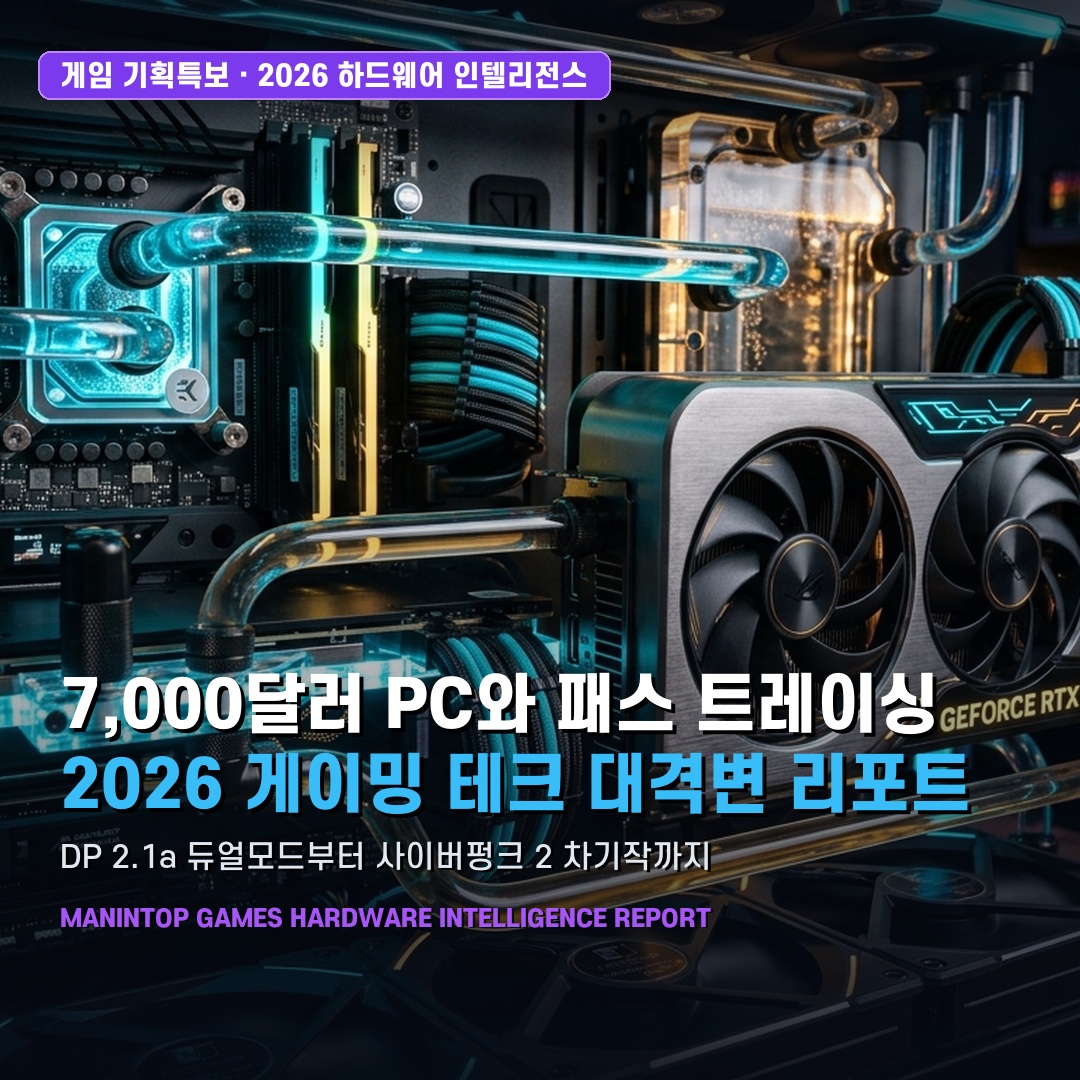 게임 기획특보 · 2026 하드웨어 인텔리전스
7,000달러 PC와 패스 트레이싱
GEFORCE RTX
2026 게이밍 테크 대격변 리포트
DP 2.1a 듀얼모드부터 사이버펑크 2 차기작까지
MANINTOP GAMES HARDWARE INTELLIGENCE REPORT